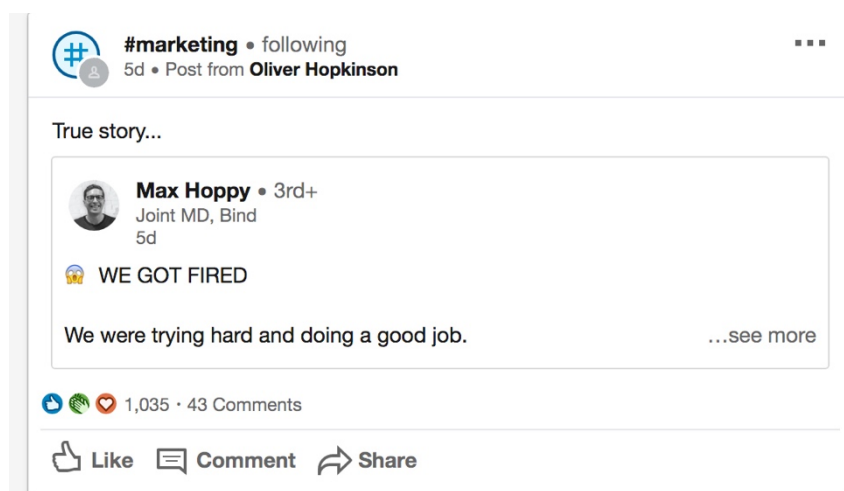 #marketing • following
5d • Post from Oliver Hopkinson
True story...
Max Hoppy • 3rd+
Joint MD, Bind
5d
😱 WE GOT FIRED
We were trying hard and doing a good job.
...see more
1,035 · 43 Comments
Like Comment Share